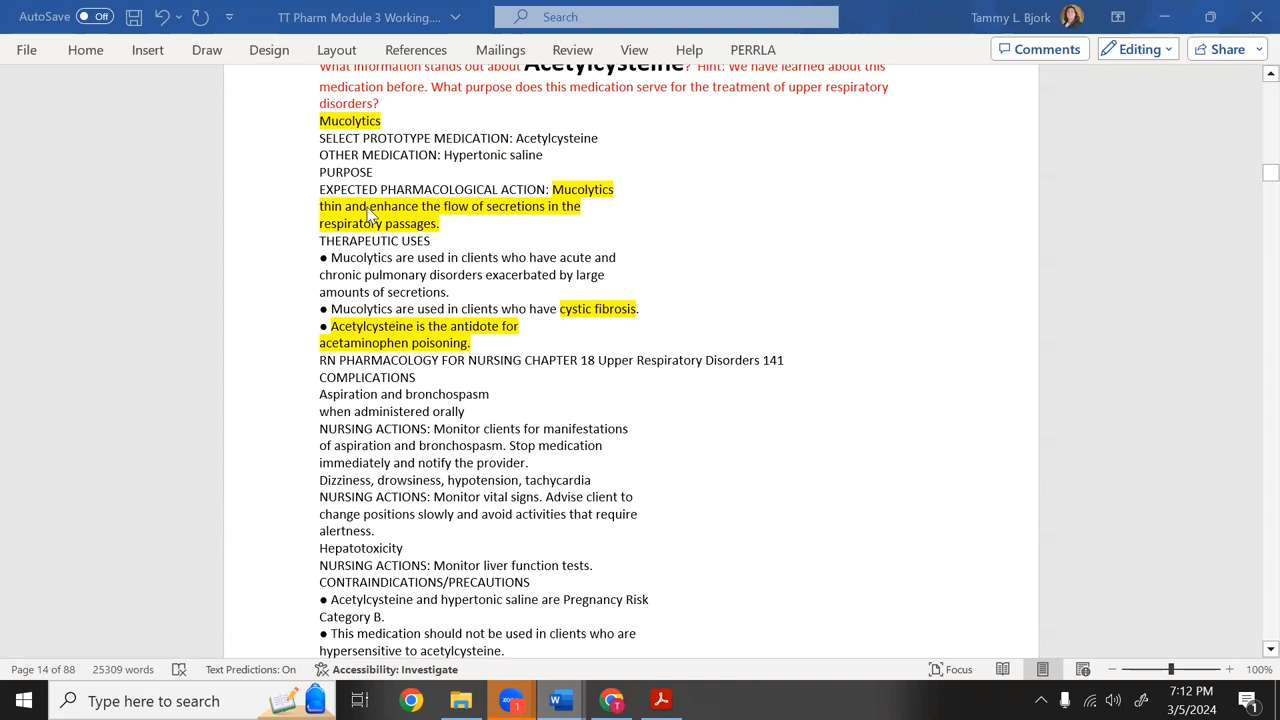 AutoSave Off TT Pharm Module 3 Working.... Search Tammy L. Bjork
File Home Insert Draw Design Layout References Mailings Review View Help PERRLA Comments Editing Share
What information stands out about Acetylcysteine? Hint: We have learned about this
medication before. What purpose does this medication serve for the treatment of upper respiratory
disorders?
Mucolytics
SELECT PROTOTYPE MEDICATION: Acetylcysteine
OTHER MEDICATION: Hypertonic saline
PURPOSE
EXPECTED PHARMACOLOGICAL ACTION: Mucolytics
thin and enhance the flow of secretions in the
respiratory passages.
THERAPEUTIC USES
● Mucolytics are used in clients who have acute and
chronic pulmonary disorders exacerbated by large
amounts of secretions.
● Mucolytics are used in clients who have cystic fibrosis.
● Acetylcysteine is the antidote for
acetaminophen poisoning.
RN PHARMACOLOGY FOR NURSING CHAPTER 18 Upper Respiratory Disorders 141
COMPLICATIONS
Aspiration and bronchospasm
when administered orally
NURSING ACTIONS: Monitor clients for manifestations
of aspiration and bronchospasm. Stop medication
immediately and notify the provider.
Dizziness, drowsiness, hypotension, tachycardia
NURSING ACTIONS: Monitor vital signs. Advise client to
change positions slowly and avoid activities that require
alertness.
Hepatotoxicity
NURSING ACTIONS: Monitor liver function tests.
CONTRAINDICATIONS/PRECAUTIONS
● Acetylcysteine and hypertonic saline are Pregnancy Risk
Category B.
● This medication should not be used in clients who are
hypersensitive to acetylcysteine.
Page 14 of 88 25309 words Text Predictions: On Accessibility: Investigate Focus 100%
Type here to search zoom 1 W T 7:12 PM
3/5/2024 1